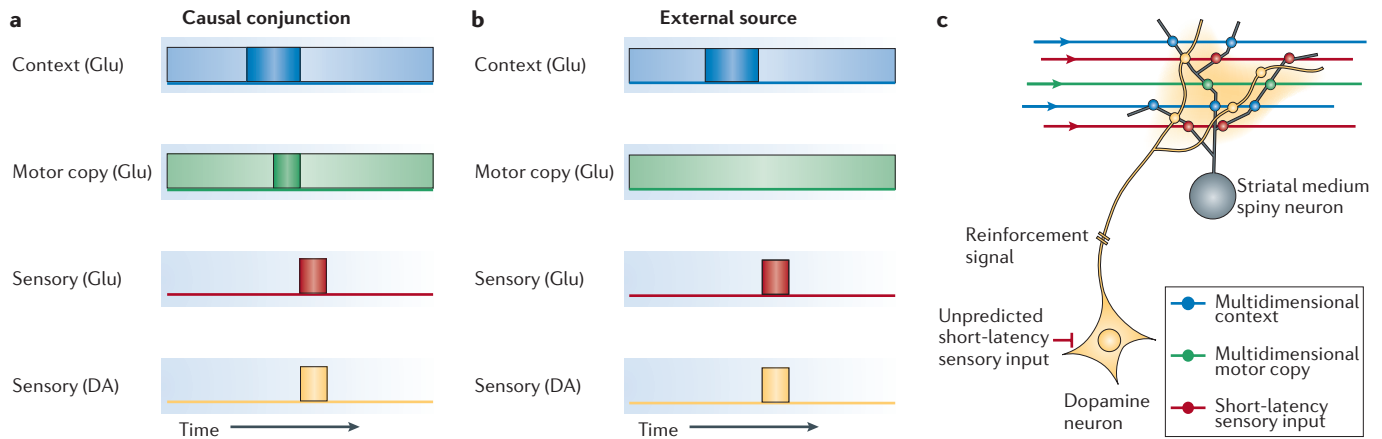 a
Causal conjunction
Context (Glu)
Motor copy (Glu)
Sensory (Glu)
Sensory (DA)
Time
b
External source
Context (Glu)
Motor copy (Glu)
Sensory (Glu)
Sensory (DA)
Time
c
Striatal medium
spiny neuron
Reinforcement
signal
Unpredicted
short-latency
sensory input
Dopamine
neuron
Multidimensional
context
Multidimensional
motor copy
Short-latency
sensory input